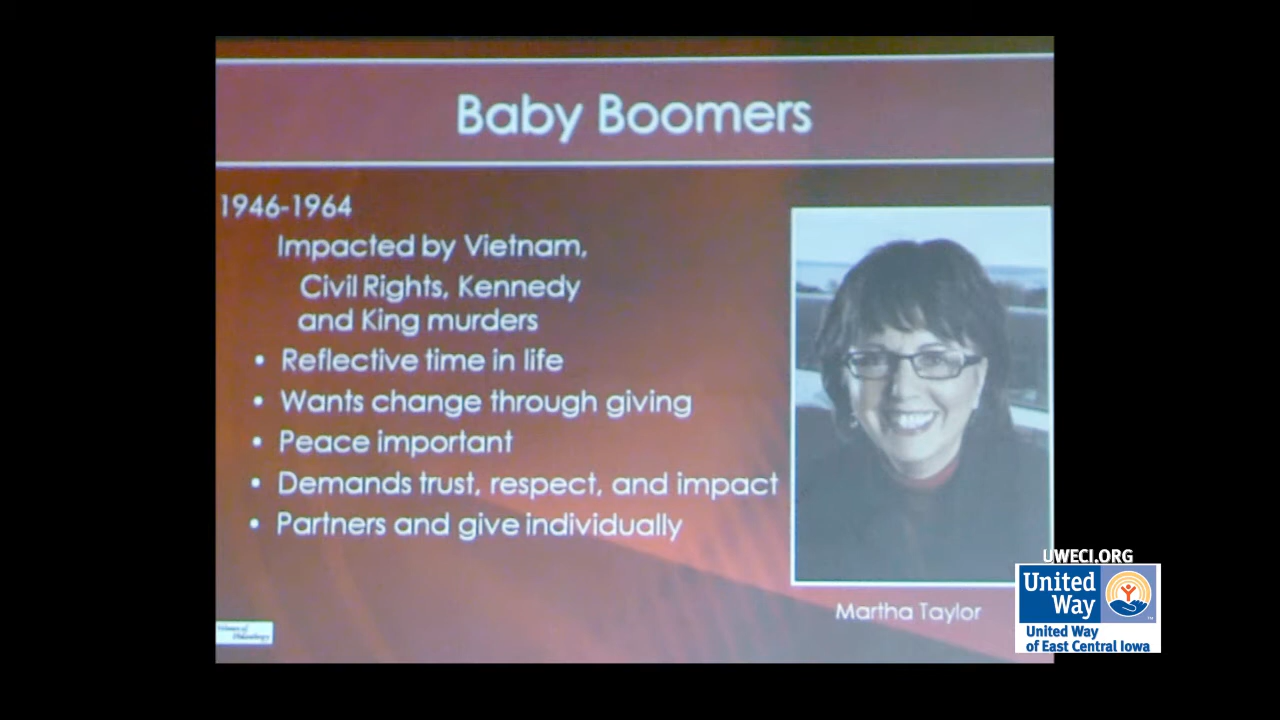 Baby Boomers
1946-1964
Impacted by Vietnam,
Civil Rights, Kennedy
and King murders
• Reflective time in life
• Wants change through giving
• Peace important
• Demands trust, respect, and impact
• Partners and give individually
Martha Taylor
UWECI.ORG
United
Way
United Way
of East Central Iowa